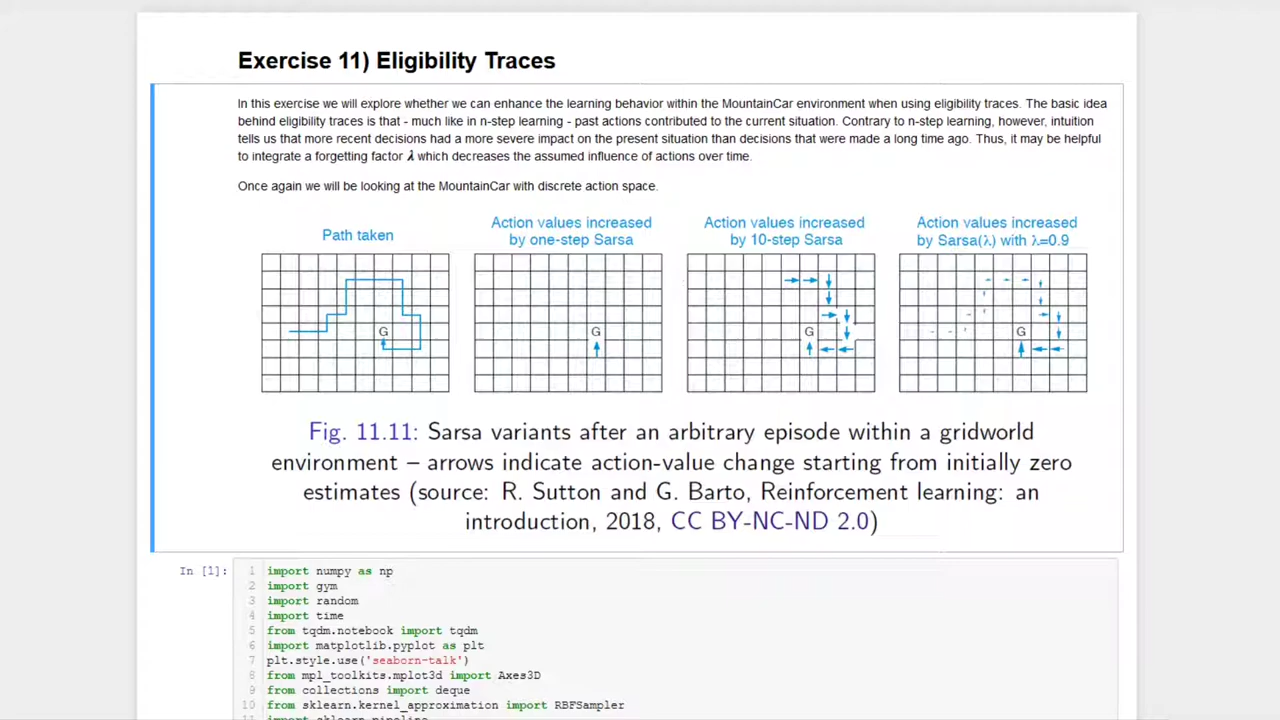 Exercise 11) Eligibility Traces
In this exercise we will explore whether we can enhance the learning behavior within the MountainCar environment when using eligibility traces. The basic idea
behind eligibility traces is that - much like in n-step learning - past actions contributed to the current situation. Contrary to n-step learning, however, intuition
tells us that more recent decisions had a more severe impact on the present situation than decisions that were made a long time ago. Thus, it may be helpful
to integrate a forgetting factor λ which decreases the assumed influence of actions over time.
Once again we will be looking at the MountainCar with discrete action space.
Path taken
G
Action values increased
by one-step Sarsa
G
Action values increased
by 10-step Sarsa
G
Action values increased
by Sarsa(λ) with λ=0.9
G
Fig. 11.11: Sarsa variants after an arbitrary episode within a gridworld
environment – arrows indicate action-value change starting from initially zero
estimates (source: R. Sutton and G. Barto, Reinforcement learning: an
introduction, 2018, CC BY-NC-ND 2.0)
In [1]:
1 import numpy as np
2 import gym
3 import random
4 import time
5 from tqdm.notebook import tqdm
6 import matplotlib.pyplot as plt
7 plt.style.use('seaborn-talk')
8 from mpl_toolkits.mplot3d import Axes3D
9 from collections import deque
10 from sklearn.kernel_approximation import RBFSampler
11 import sklearn.pipeline